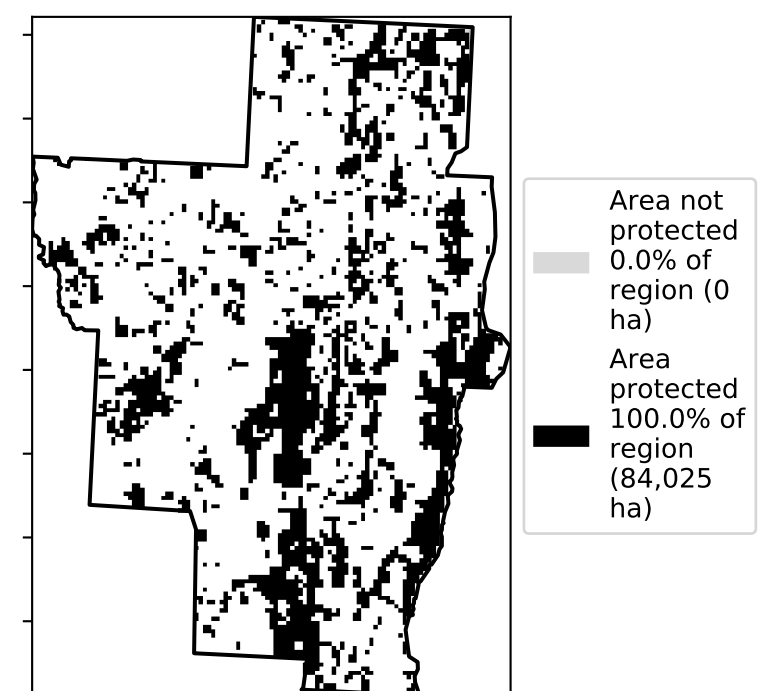 Area not
protected
0.0% of
region (0
ha)
Area
protected
100.0% of
region
(84,025
ha)